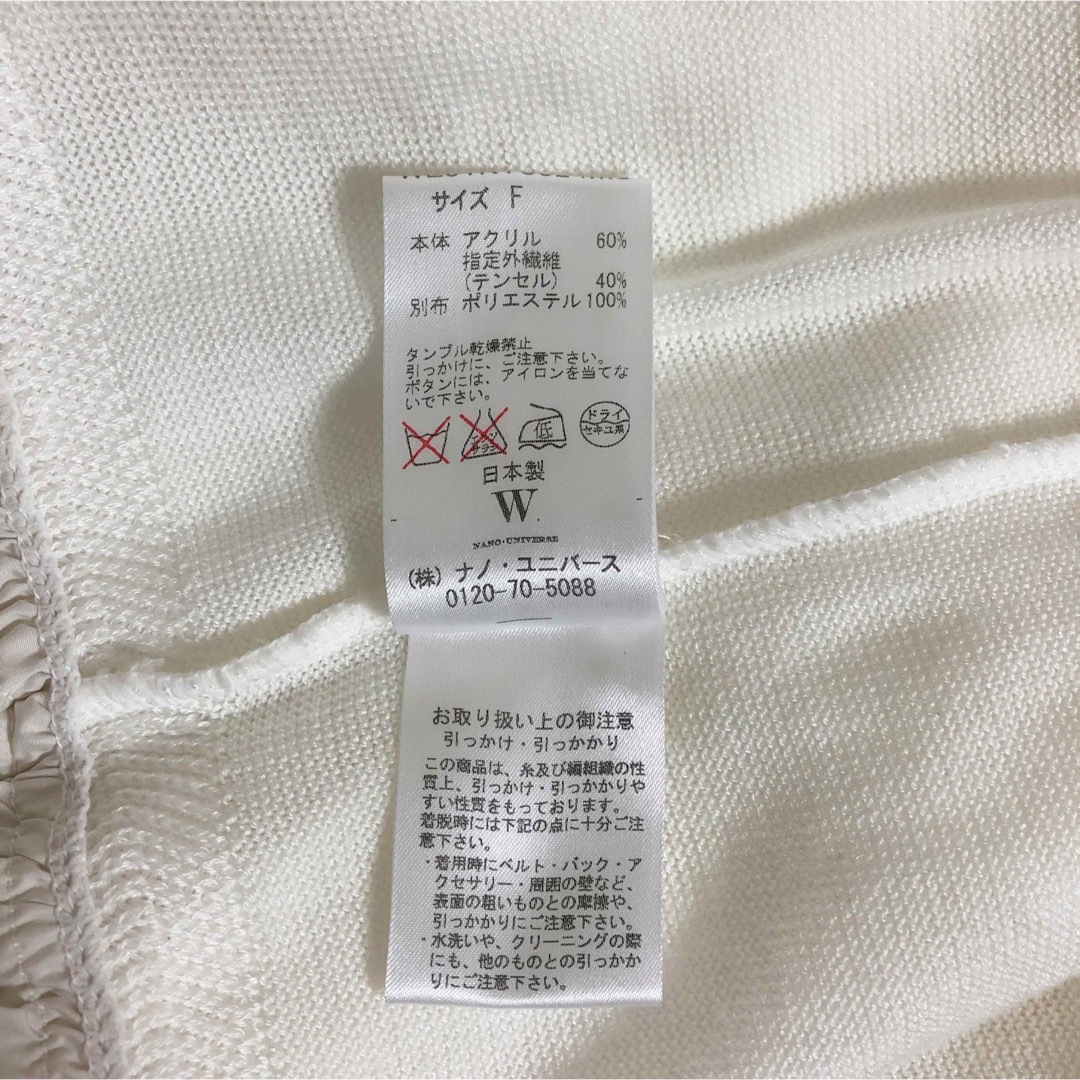 サイズ F
本体 アクリル 60%
指定外繊維
(テンセル) 40%
別布 ポリエステル 100%
タンブル乾燥禁止
引っかけに、ご注意下さい。
ボタンには、アイロンを当てな
いで下さい。
エンソ
サラシ
低
ドライ
セキユ系
日本製
W.
NANO・UNIVERSE
(株) ナノ・ユニバース
0120-70-5088
お取り扱い上の御注意
引っかけ・引っかかり
この商品は、糸及び編組織の性
質上、引っかけ・引っかかりや
すい性質をもっております。
着脱時には下記の点に十分ご注
意下さい。
・着用時にベルト・バック・ア
クセサリー・周囲の壁など、
表面の粗いものとの摩擦や、
引っかかりにご注意下さい。
・水洗いや、クリーニングの際
にも、他のものとの引っかか
りにご注意下さい。